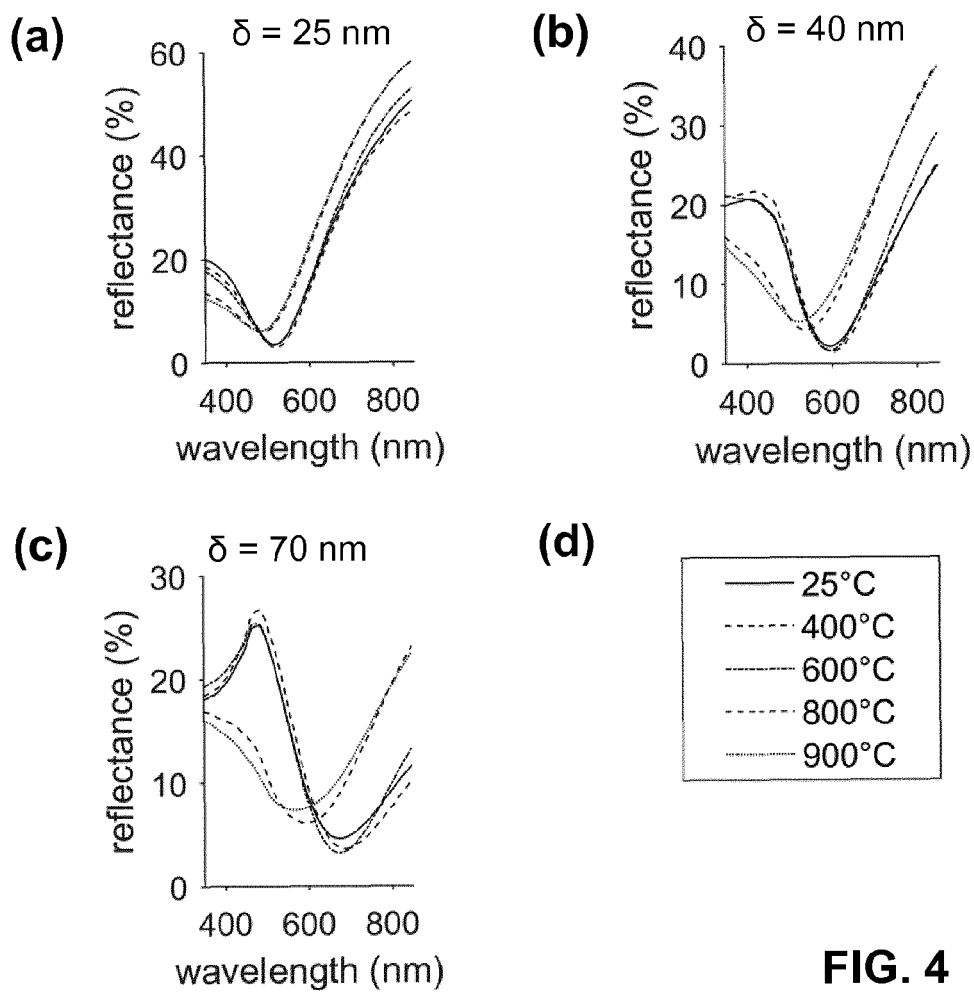 (a)
δ = 25 nm
60
40
20
0
reflectance (%)
400 600 800
wavelength (nm)
(b)
δ = 40 nm
40
30
20
10
0
reflectance (%)
400 600 800
wavelength (nm)
(c)
δ = 70 nm
30
20
10
0
reflectance (%)
400 600 800
wavelength (nm)
(d)
25°C
400°C
600°C
800°C
900°C
FIG. 4